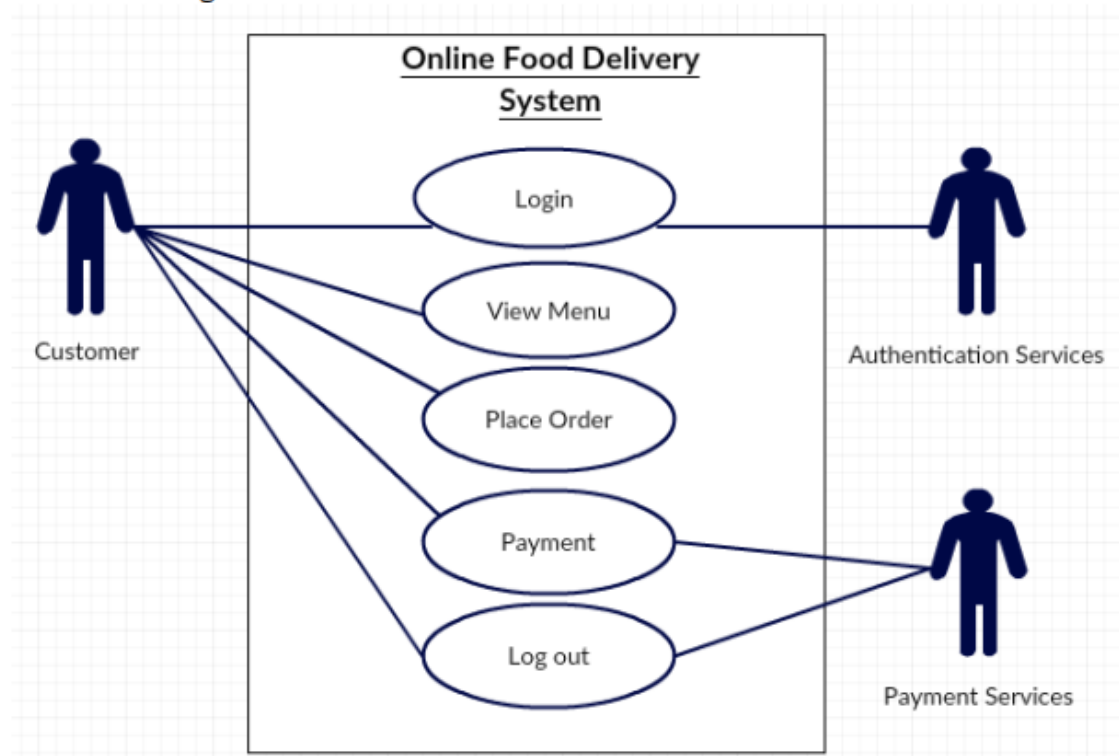 Online Food Delivery
System
Login
View Menu
Customer
Authentication Services
Place Order
Payment
Log out
Payment Services